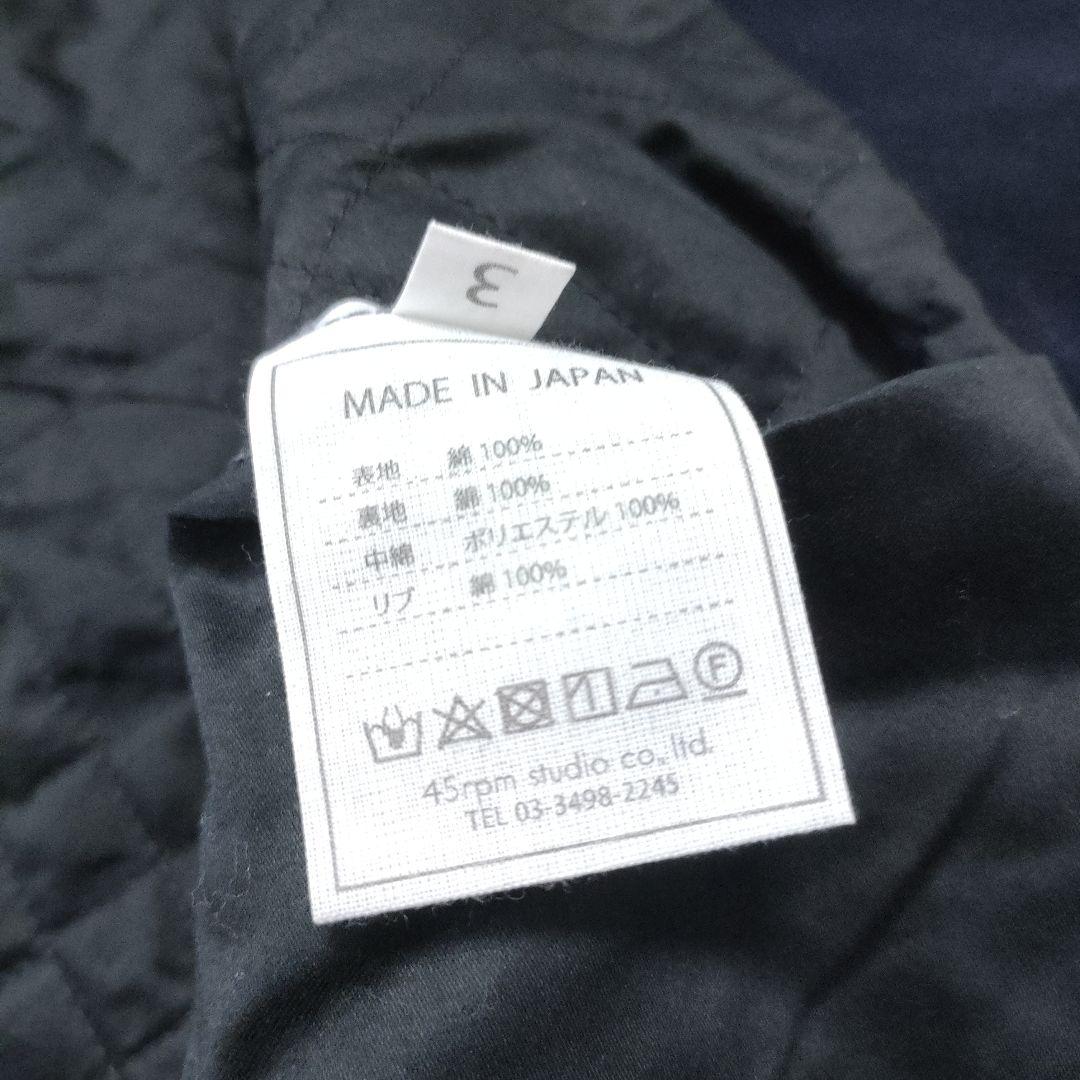 3
MADE IN JAPAN
表地 綿 100%
裏地 綿 100%
中綿 ポリエステル 100%
リブ 綿 100%
F
45rpm studio co., ltd.
TEL 03-3498-2245